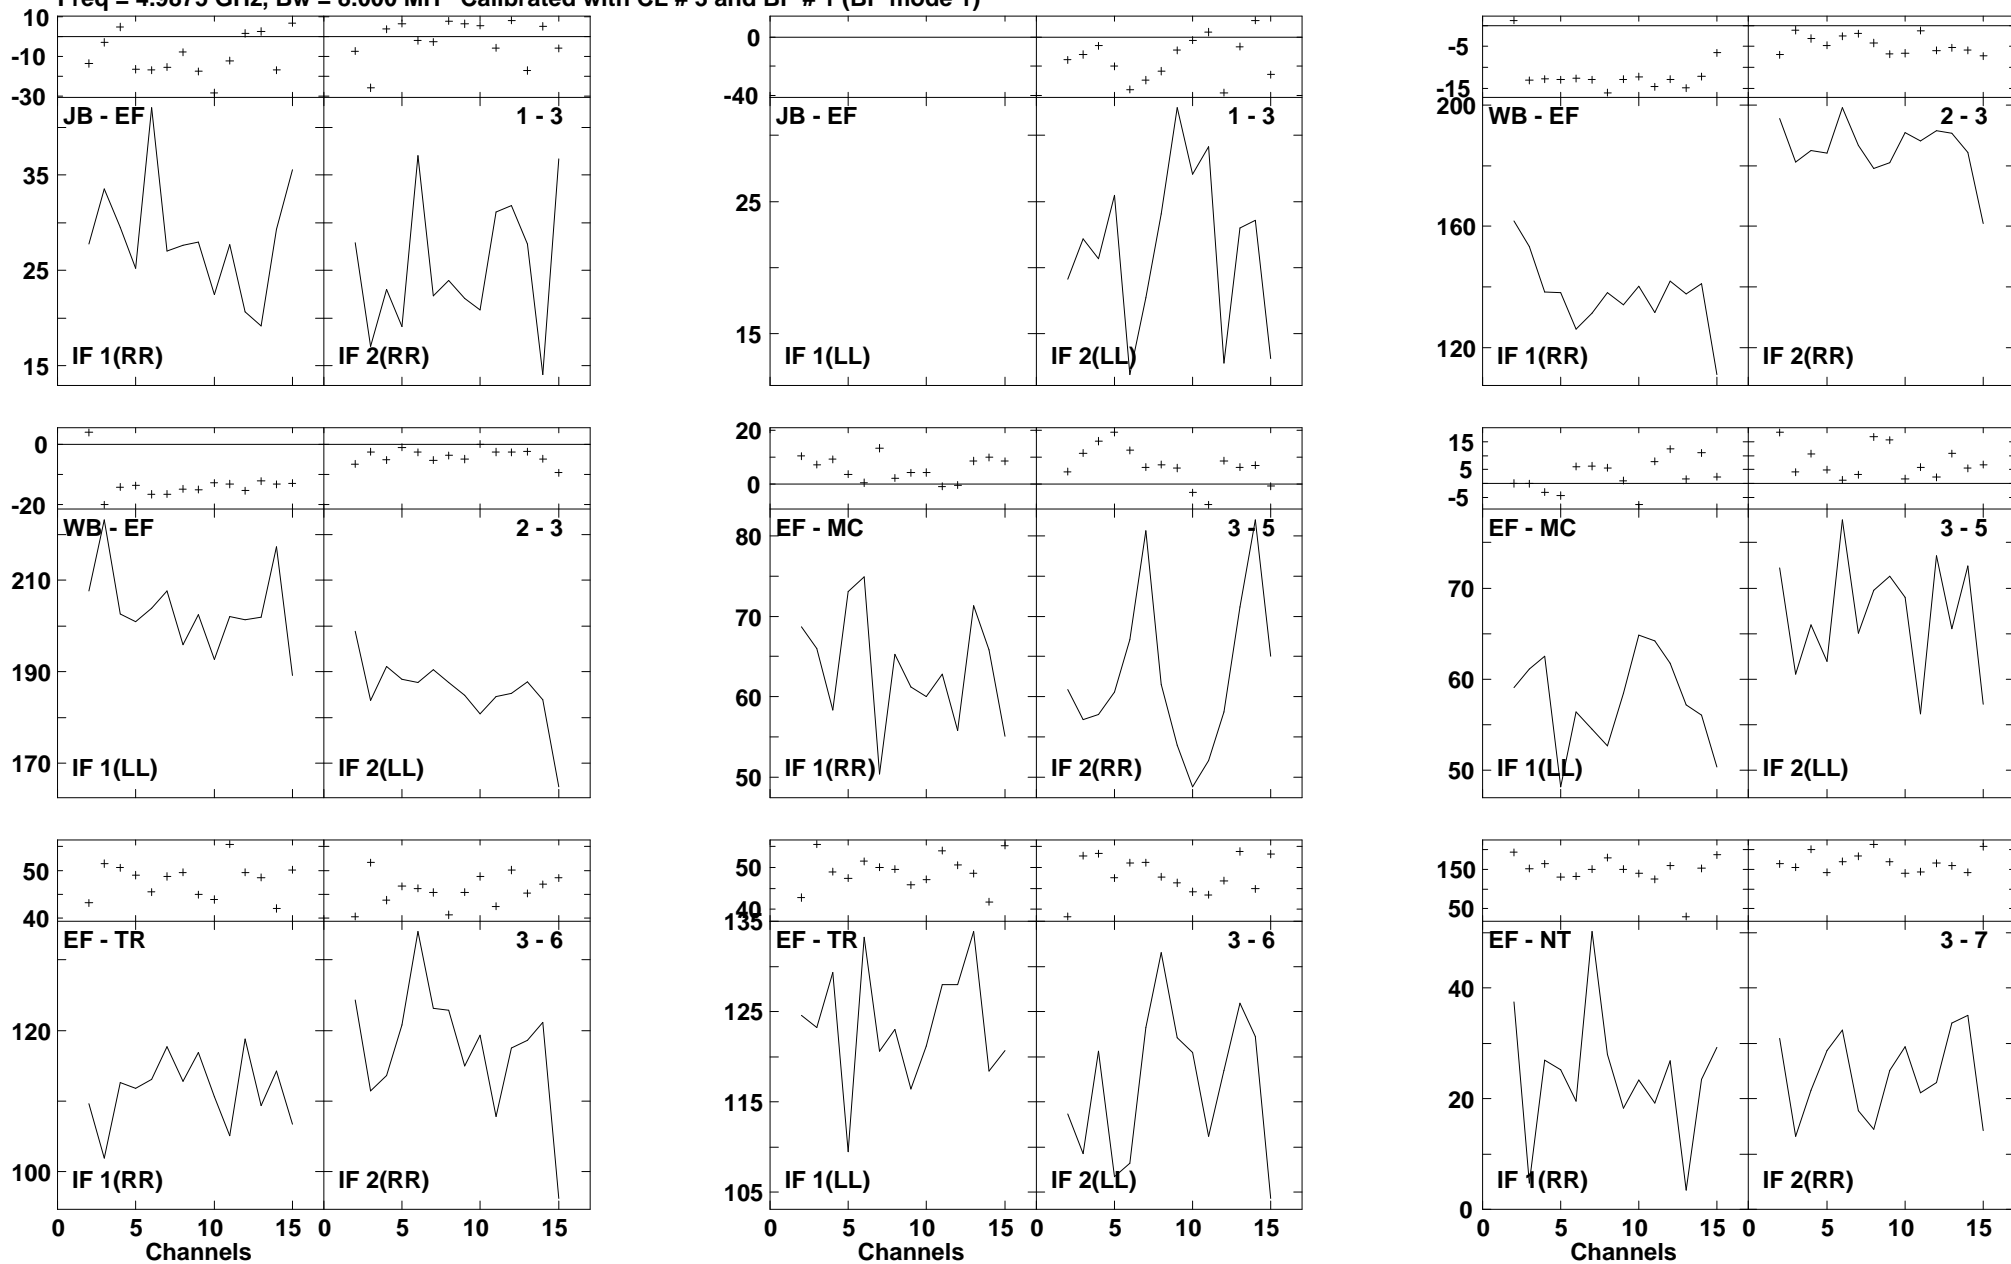 Freq = 4.9875 GHz, Bw = 8.000 MH Calibrated with CL # 3 and BP # 1 (BP mode 1)
10
-10
-30
JB - EF 1 - 3
35
25
15
IF 1(RR) IF 2(RR)
0
-40
JB - EF 1 - 3
25
15
IF 1(LL) IF 2(LL)
-5
-15
200
WB - EF 2 - 3
160
120
IF 1(RR) IF 2(RR)
0
-20
WB - EF 2 - 3
210
190
170
IF 1(LL) IF 2(LL)
20
10
0
EF - MC 3 - 5
80
70
60
50
IF 1(RR) IF 2(RR)
15
5
-5
EF - MC 3 - 5
70
60
50
IF 1(LL) IF 2(LL)
50
40
EF - TR 3 - 6
120
100
IF 1(RR) IF 2(RR)
0 5 10 15 0 5 10 15
Channels
50
40
135
EF - TR 3 - 6
125
115
105
IF 1(LL) IF 2(LL)
0 5 10 15 0 5 10 15
Channels
150
50
EF - NT 3 - 7
40
20
0
IF 1(RR) IF 2(RR)
0 5 10 15 0 5 10 15
Channels